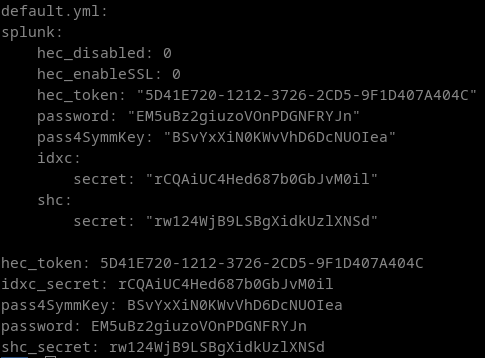 default.yml:
splunk:
    hec_disabled: 0
    hec_enableSSL: 0
    hec_token: "5D41E720-1212-3726-2CD5-9F1D407A404C"
    password: "EM5uBz2giuzoVOnPDGNFRYJn"
    pass4SymmKey: "BSvYxXiN0KWvVhD6DcNUOIea"
    idxc:
        secret: "rCQAiUC4Hed687b0GbJvM0il"
    shc:
        secret: "rw124WjB9LSBgXidkUzlXNSd"

hec_token: 5D41E720-1212-3726-2CD5-9F1D407A404C
idxc_secret: rCQAiUC4Hed687b0GbJvM0il
pass4SymmKey: BSvYxXiN0KWvVhD6DcNUOIea
password: EM5uBz2giuzoVOnPDGNFRYJn
shc_secret: rw124WjB9LSBgXidkUzlXNSd